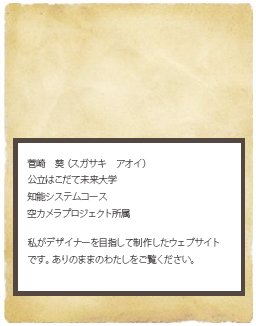 菅崎　葵（スガサキ　アオイ）
公立はこだて未来大学
知能システムコース
空カメラプロジェクト所属
私がデザイナーを目指して制作したウェブサイト
です。ありのままのわたしをご覧ください。